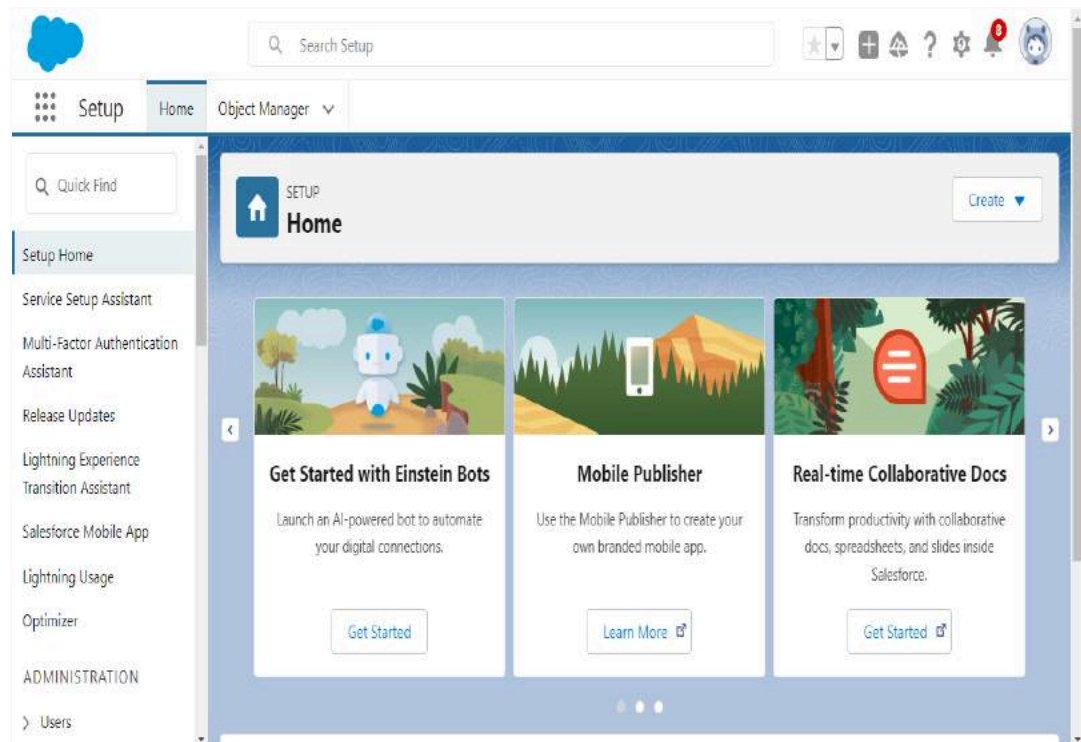 Search Setup
8
Setup
Home
Object Manager
Quick Find
Setup Home
Service Setup Assistant
Multi-Factor Authentication
Assistant
Release Updates
Lightning Experience
Transition Assistant
Salesforce Mobile App
Lightning Usage
Optimizer
ADMINISTRATION
Users
SETUP
Home
Create
Get Started with Einstein Bots
Launch an AI-powered bot to automate
your digital connections.
Get Started
Mobile Publisher
Use the Mobile Publisher to create your
own branded mobile app.
Learn More
Real-time Collaborative Docs
Transform productivity with collaborative
docs, spreadsheets, and slides inside
Salesforce.
Get Started